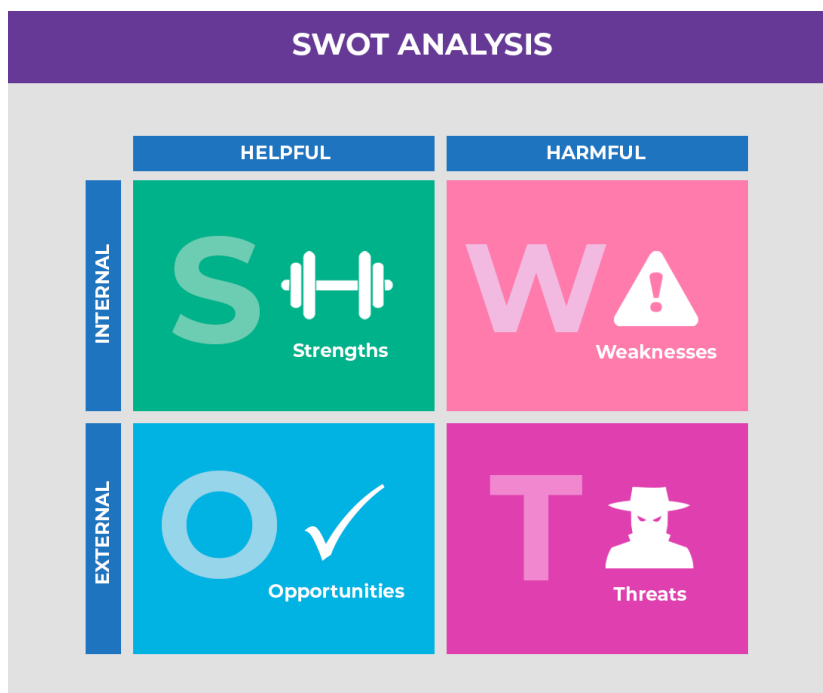 SWOT ANALYSIS
HELPFUL
HARMFUL
INTERNAL
S
Strengths
W
Weaknesses
EXTERNAL
O
Opportunities
T
Threats